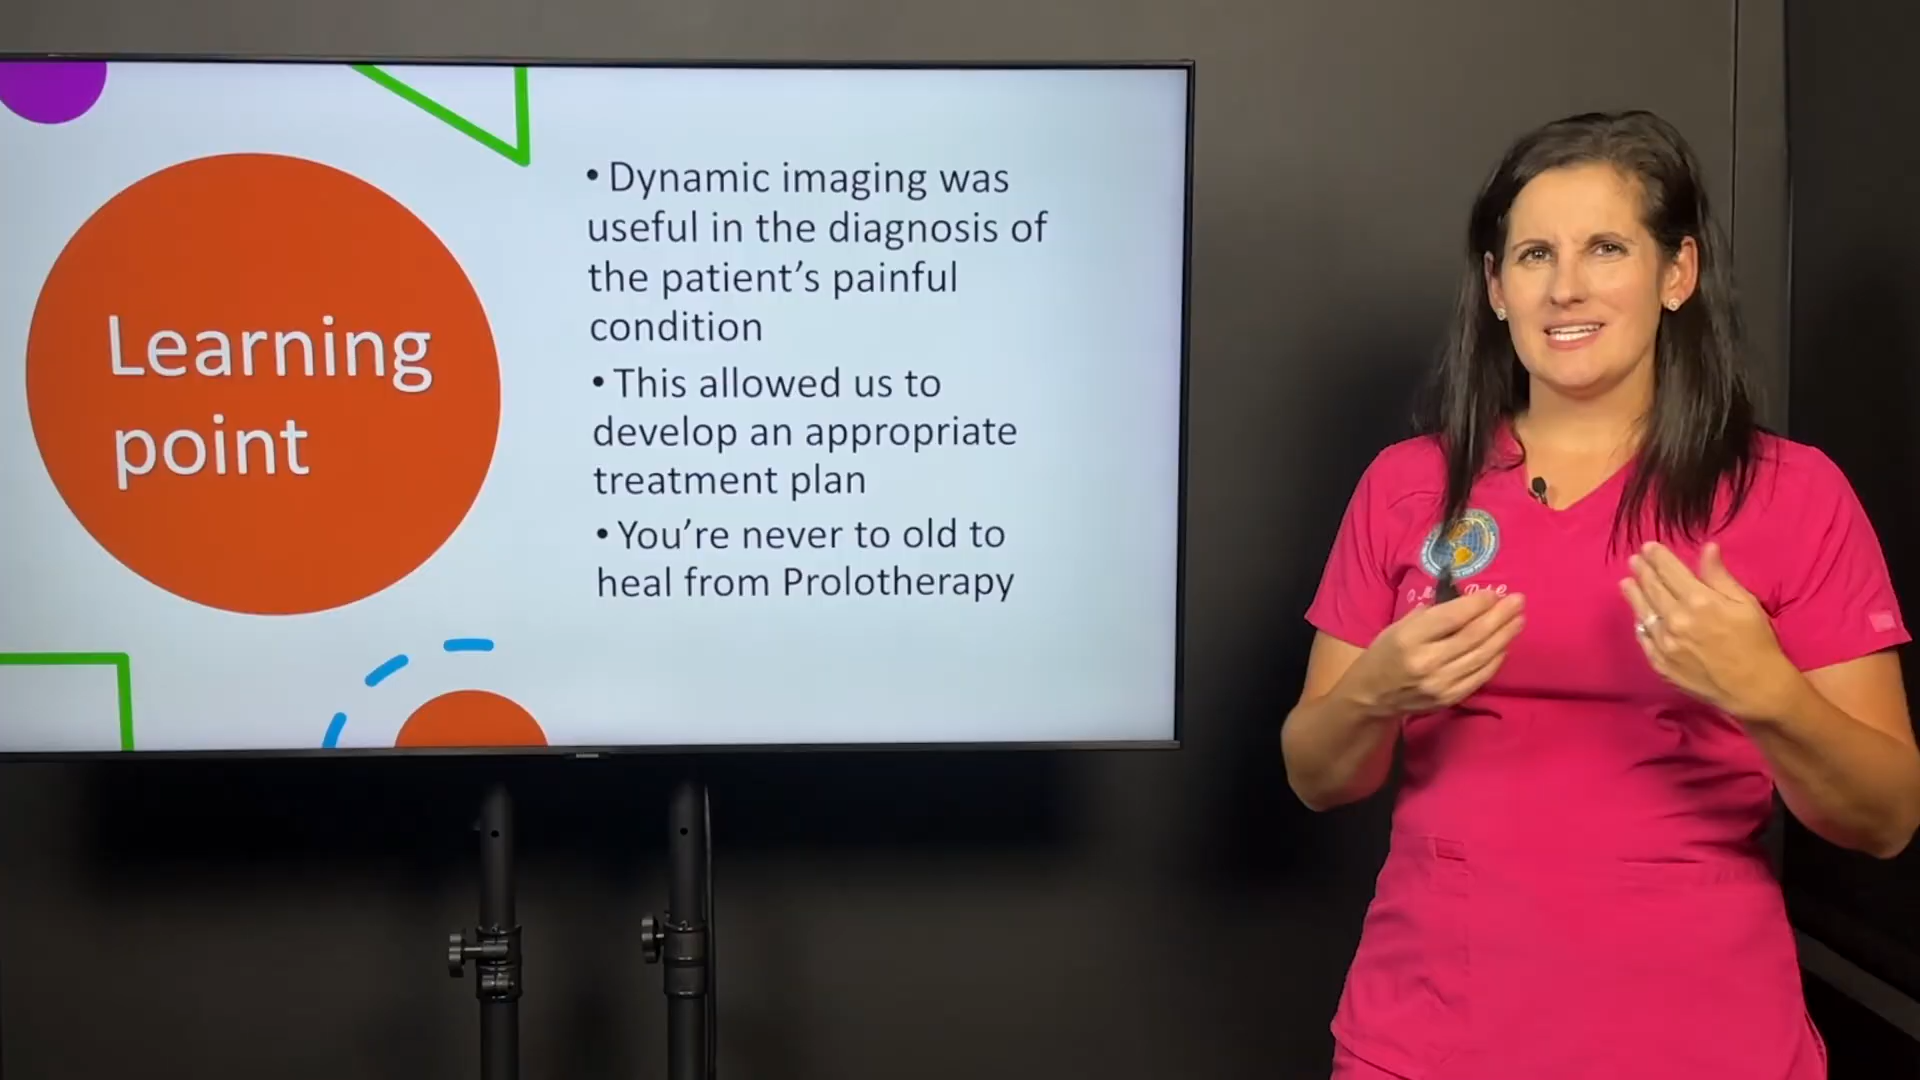 Learning
point
• Dynamic imaging was
useful in the diagnosis of
the patient’s painful
condition
• This allowed us to
develop an appropriate
treatment plan
• You’re never to old to
heal from Prolotherapy